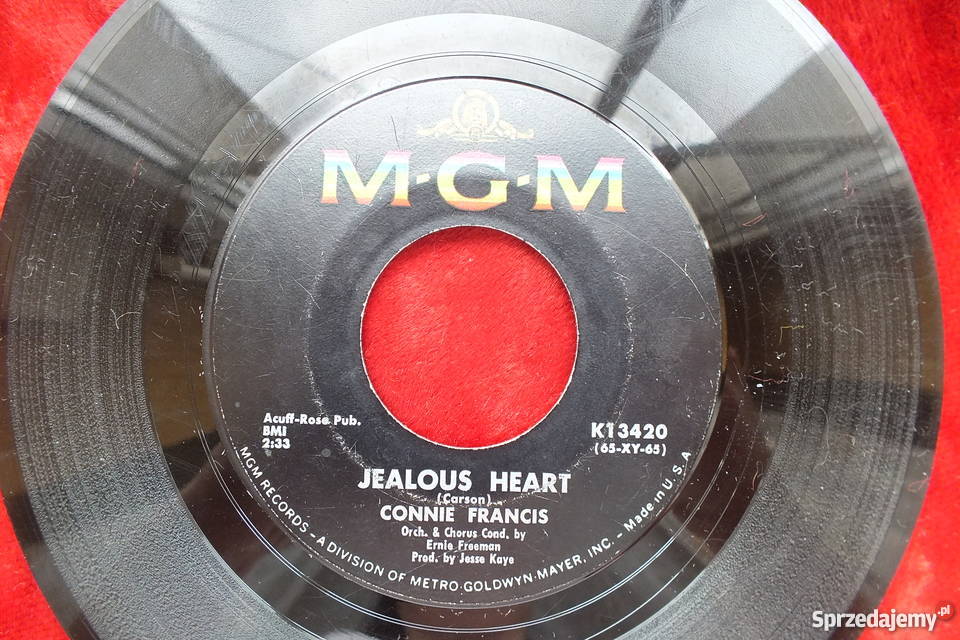 M·G·M
Acuff-Rose Pub.
BMI
2:33
K13420
(65-XY-65)
JEALOUS HEART
(Carson)
CONNIE FRANCIS
Orch. & Chorus Cond. by
Ernie Freeman
Prod. by Jesse Kaye
MGM RECORDS - A DIVISION OF METRO-GOLDWYN-MAYER, INC. - Made in U.S.A
Sprzedajemy.pl